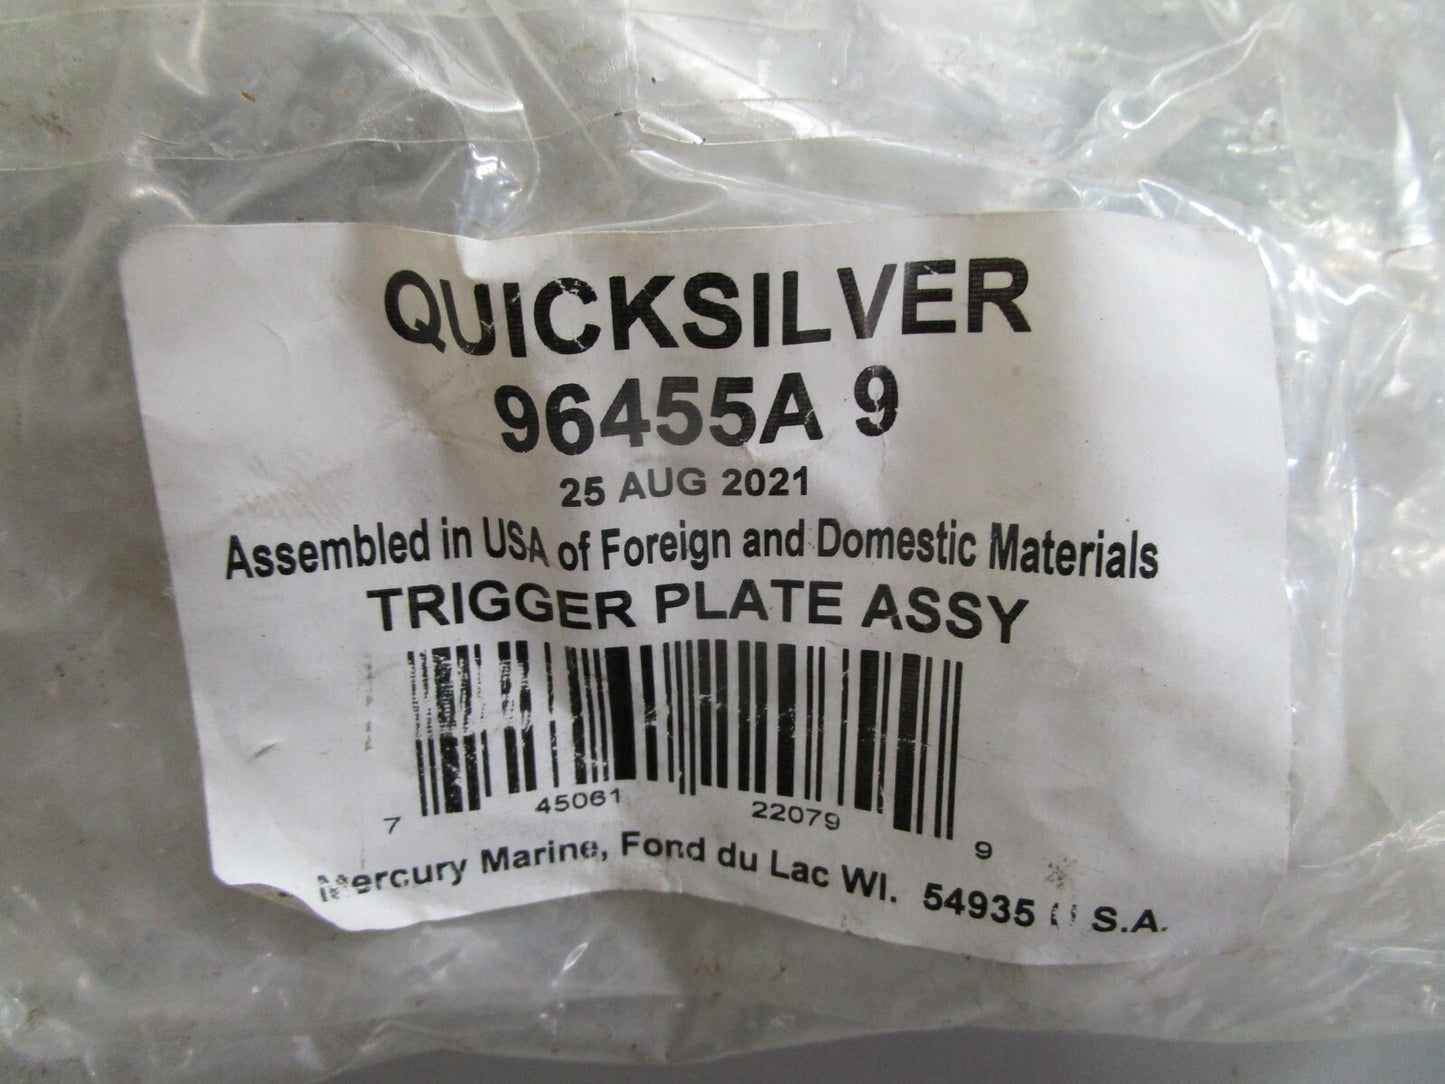 QUICKSILVER
96455A 9
25 AUG 2021
Assembled in USA of Foreign and Domestic Materials
TRIGGER PLATE ASSY
7 45061 22079 9
Mercury Marine, Fond du Lac WI. 54935 U.S.A.